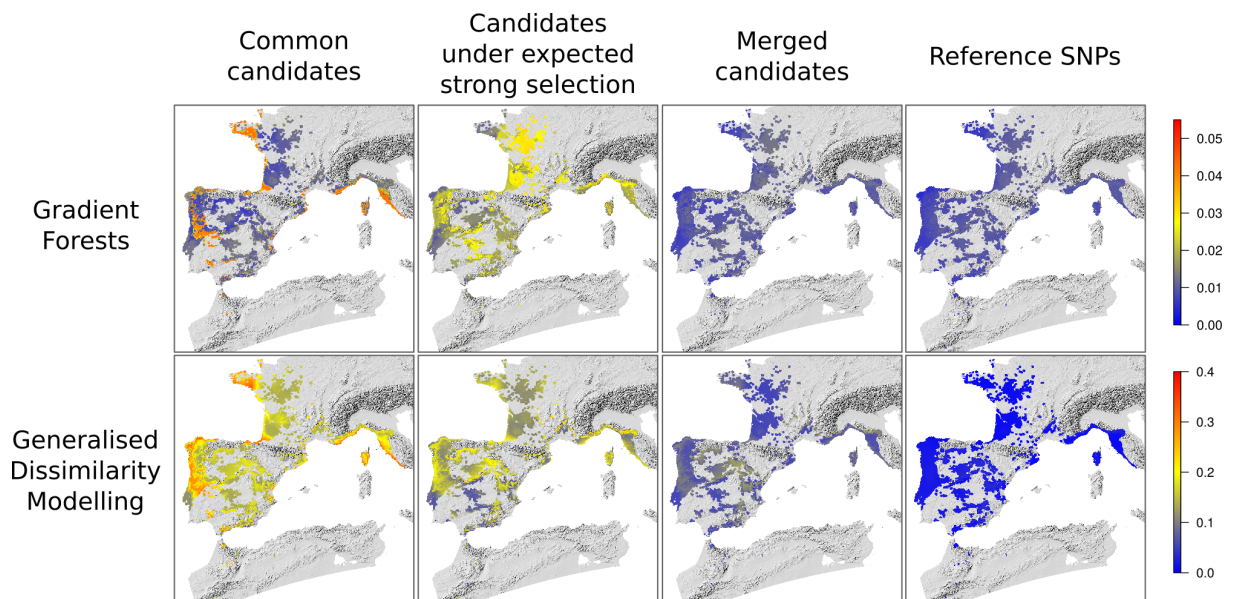 Common
candidates
Candidates
under expected
strong selection
Merged
candidates
Reference SNPs
Gradient
Forests
0.05
0.04
0.03
0.02
0.01
0.00
Generalised
Dissimilarity
Modelling
0.4
0.3
0.2
0.1
0.0